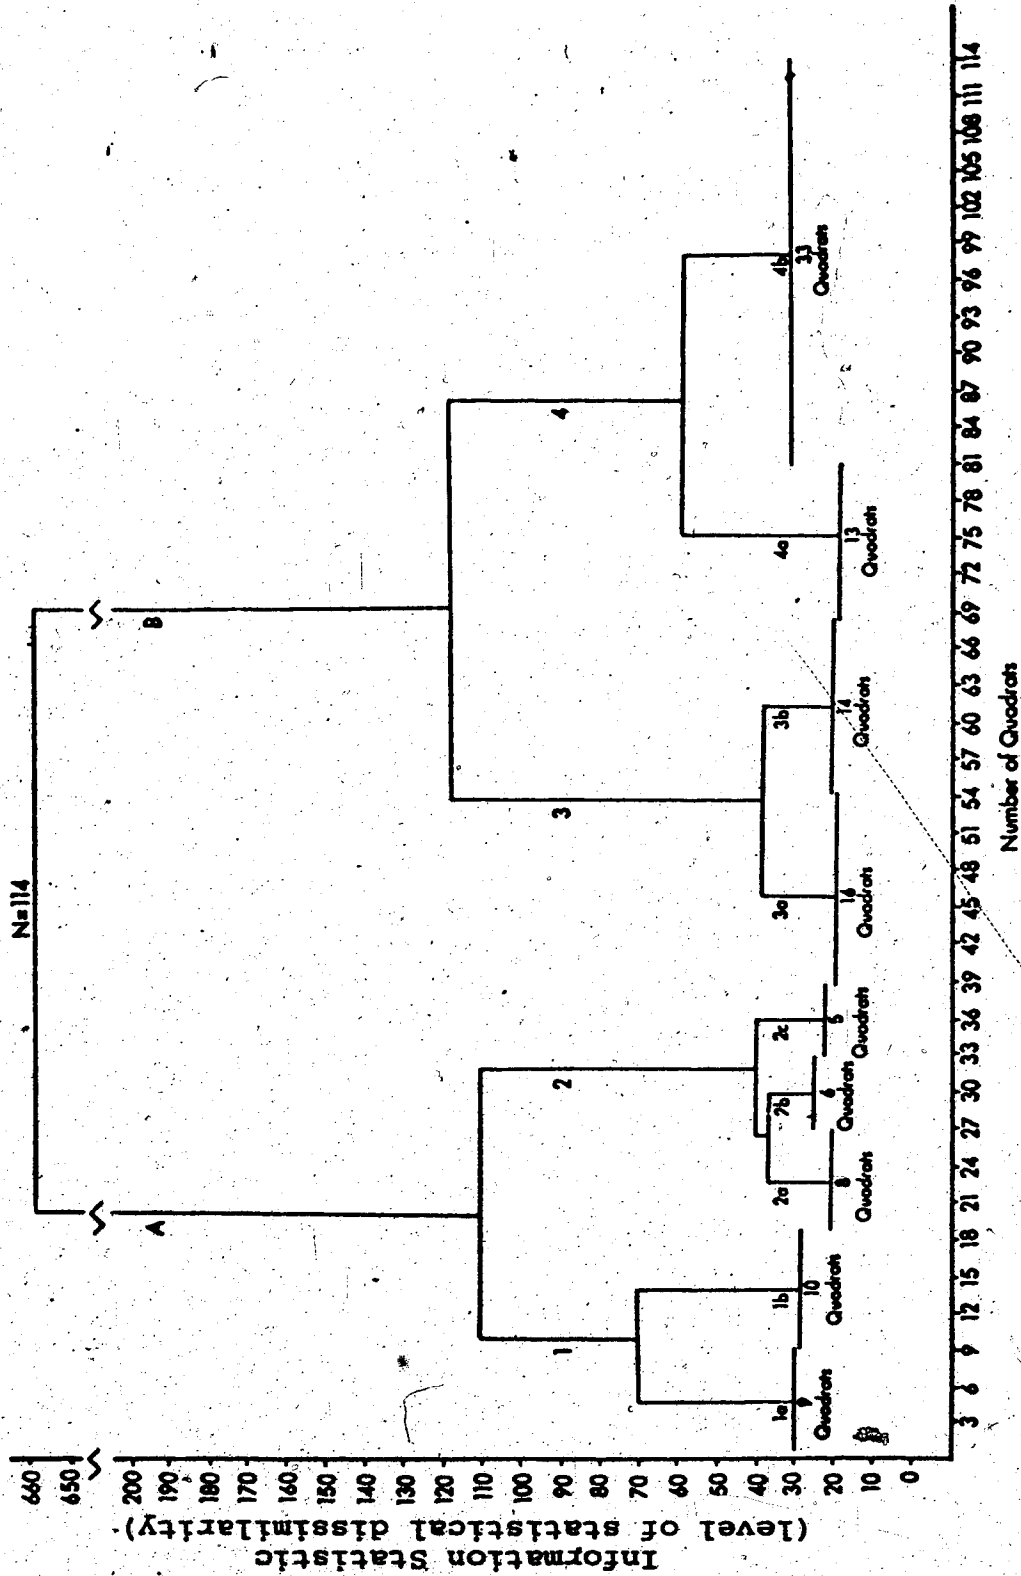 N=114
A
B
1
2
3
4
1a
1b
2a
2b
2c
3a
3b
4a
4b
9
Quadrats
10
Quadrats
8
Quadrats
6
Quadrats
5
Quadrats
16
Quadrats
14
Quadrats
13
Quadrats
33
Quadrats
660
650
200
190
180
170
160
150
140
130
120
110
100
90
80
70
60
50
40
30
20
10
0
Information Statistic
(level of statistical dissimilarity)
3 6 9 12 15 18 21 24 27 30 33 36 39 42 45 48 51 54 57 60 63 66 69 72 75 78 81 84 87 90 93 96 99 102 105 108 111 114
Number of Quadrats